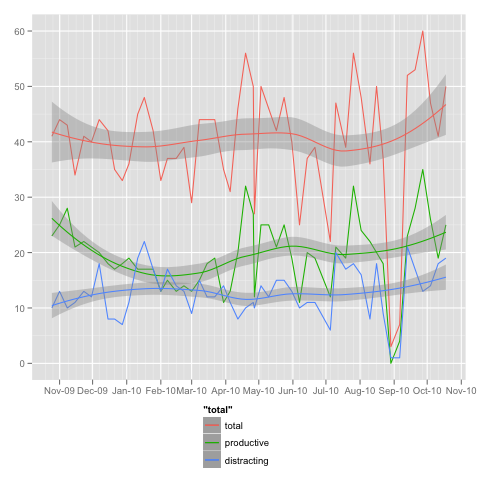 60
50
40
30
20
10
0
Nov-09 Dec-09 Jan-10 Feb-10 Mar-10 Apr-10 May-10 Jun-10 Jul-10 Aug-10 Sep-10 Oct-10 Nov-10
"total"
total
productive
distracting